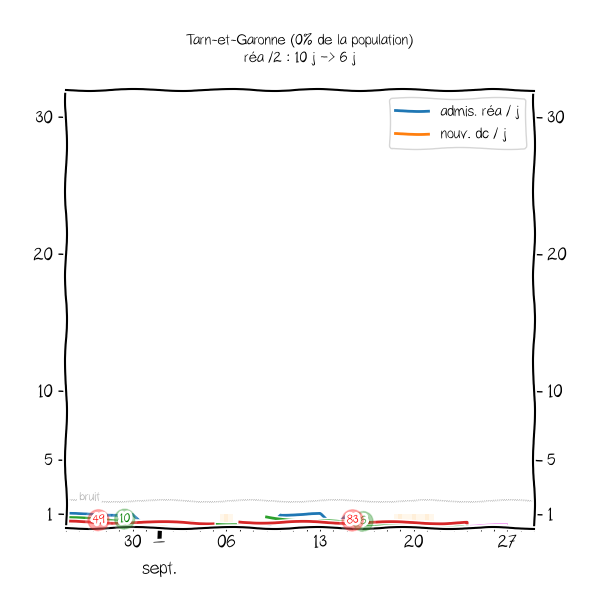 Tarn-et-Garonne (0% de la population)
réa /2 : 10 j -> 6 j
admis. réa / j
nouv. dc / j
30 30
20 20
10 10
5 5
bruit
1 1
49 10 83
30 06 13 20 27
sept.